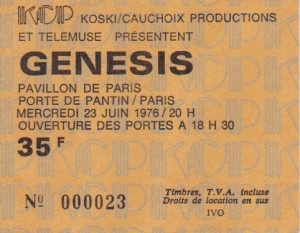 KCP KOSKI/CAUCHOIX PRODUCTIONS
ET TELEMUSE PRÉSENTENT
GENESIS
PAVILLON DE PARIS
PORTE DE PANTIN/PARIS
MERCREDI 23 JUIN 1976/20 H
OUVERTURE DES PORTES A 18 H 30
35 F
Nº 000023
Timbres, T.V.A. incluse
Droits de location en sus
IVO